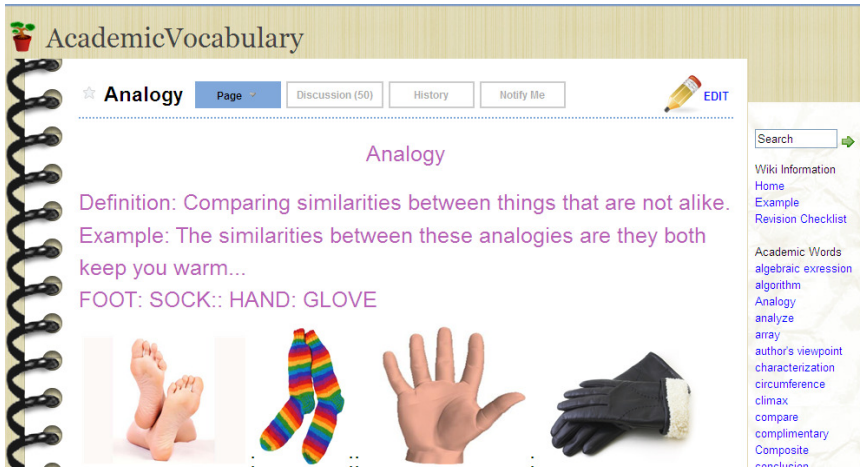 AcademicVocabulary
Analogy
Page
Discussion (50)
History
Notify Me
EDIT
Analogy
Definition: Comparing similarities between things that are not alike.
Example: The similarities between these analogies are they both
keep you warm...
FOOT: SOCK:: HAND: GLOVE
: :: :
Search
Wiki Information
Home
Example
Revision Checklist
Academic Words
algebraic exression
algorithm
Analogy
analyze
array
author's viewpoint
characterization
circumference
climax
compare
complimentary
Composite
conclusion